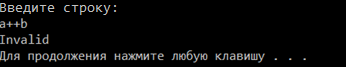 Введите строку:
a++b
Invalid
Для продолжения нажмите любую клавишу . . .